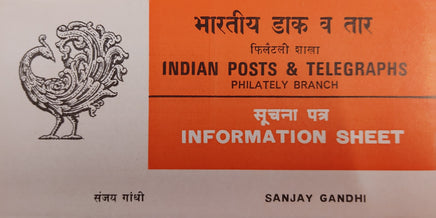 भारतीय डाक व तार
फिलैटली शाखा
INDIAN POSTS & TELEGRAPHS
PHILATELY BRANCH
सूचना पत्र
INFORMATION SHEET
संजय गांधी
SANJAY GANDHI